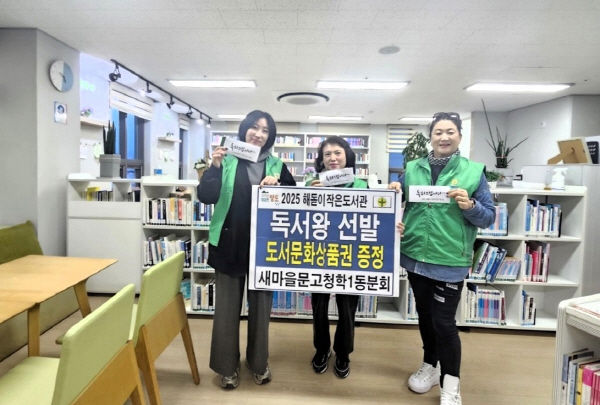 2025 해돋이작은도서관
독서왕 선발
도서문화상품권 증정
새마을문고청학1동분회